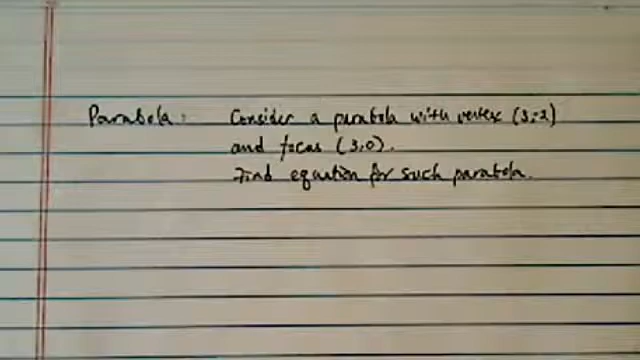 Parabola: Consider a parabola with vertex (3,-2)
and focus (3,0).
Find equation for such parabola.